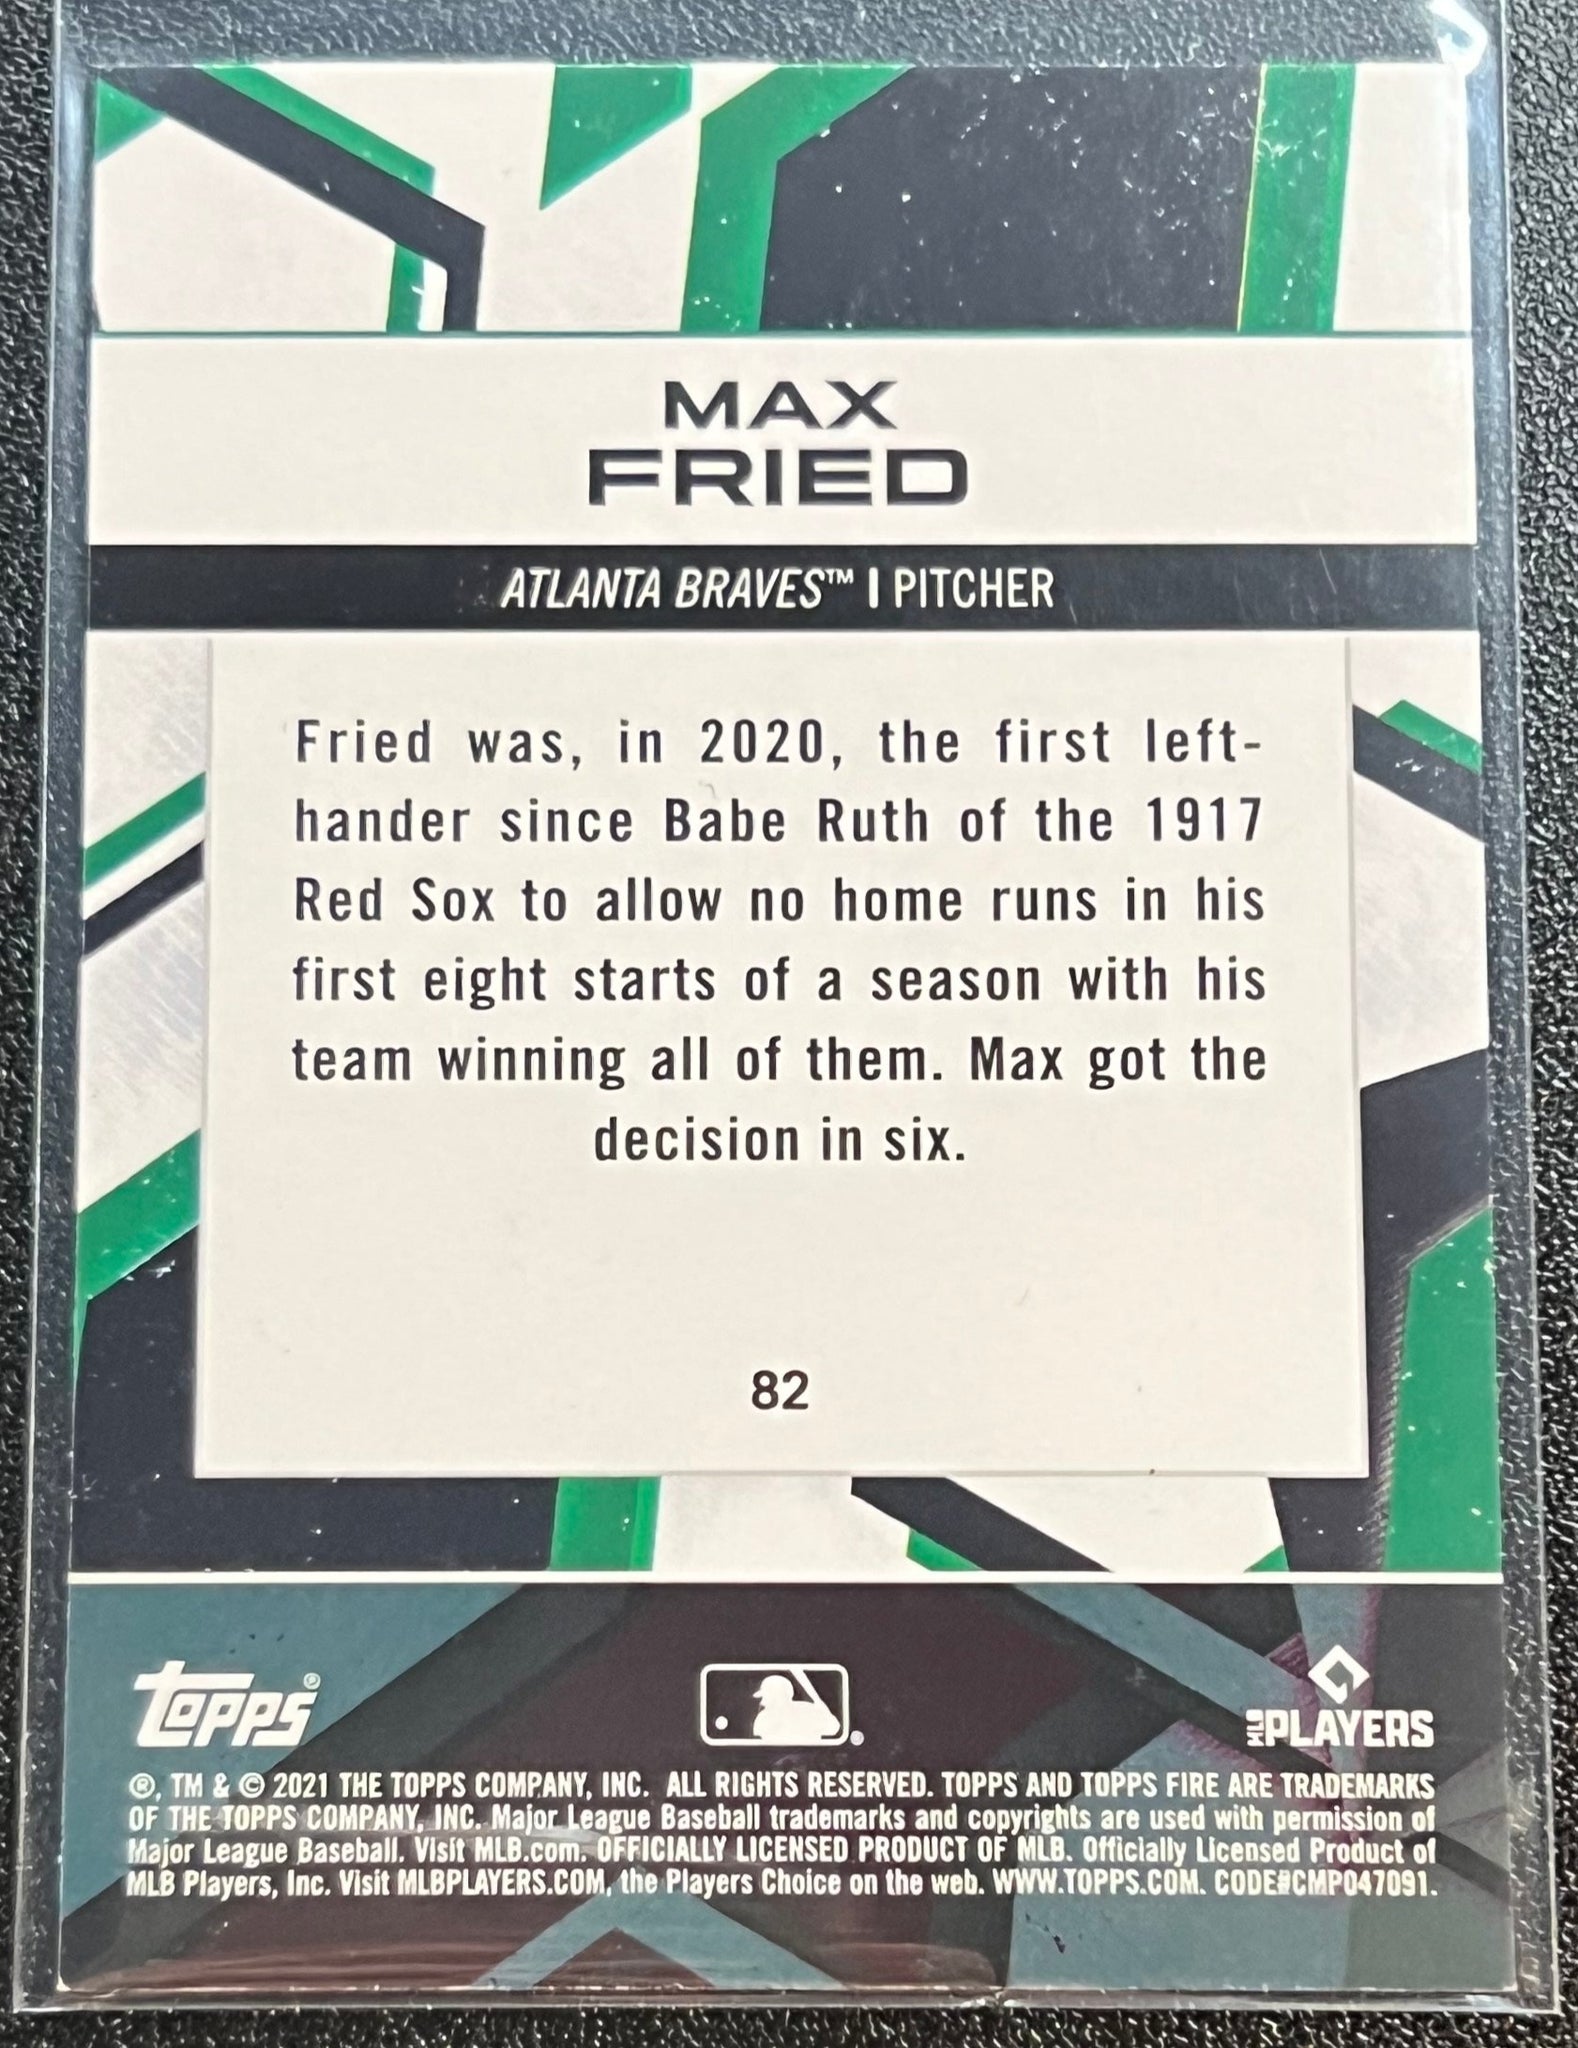 MAX
FRIED
ATLANTA BRAVES™ | PITCHER
Fried was, in 2020, the first left-
hander since Babe Ruth of the 1917
Red Sox to allow no home runs in his
first eight starts of a season with his
team winning all of them. Max got the
decision in six.
82
topps®
®
MLB PLAYERS
®, TM & © 2021 THE TOPPS COMPANY, INC. ALL RIGHTS RESERVED. TOPPS AND TOPPS FIRE ARE TRADEMARKS
OF THE TOPPS COMPANY, INC. Major League Baseball trademarks and copyrights are used with permission of
Major League Baseball. Visit MLB.com. OFFICIALLY LICENSED PRODUCT OF MLB. Officially Licensed Product of
MLB Players, Inc. Visit MLBPLAYERS.COM, the Players Choice on the web. WWW.TOPPS.COM. CODE#CMP047091.